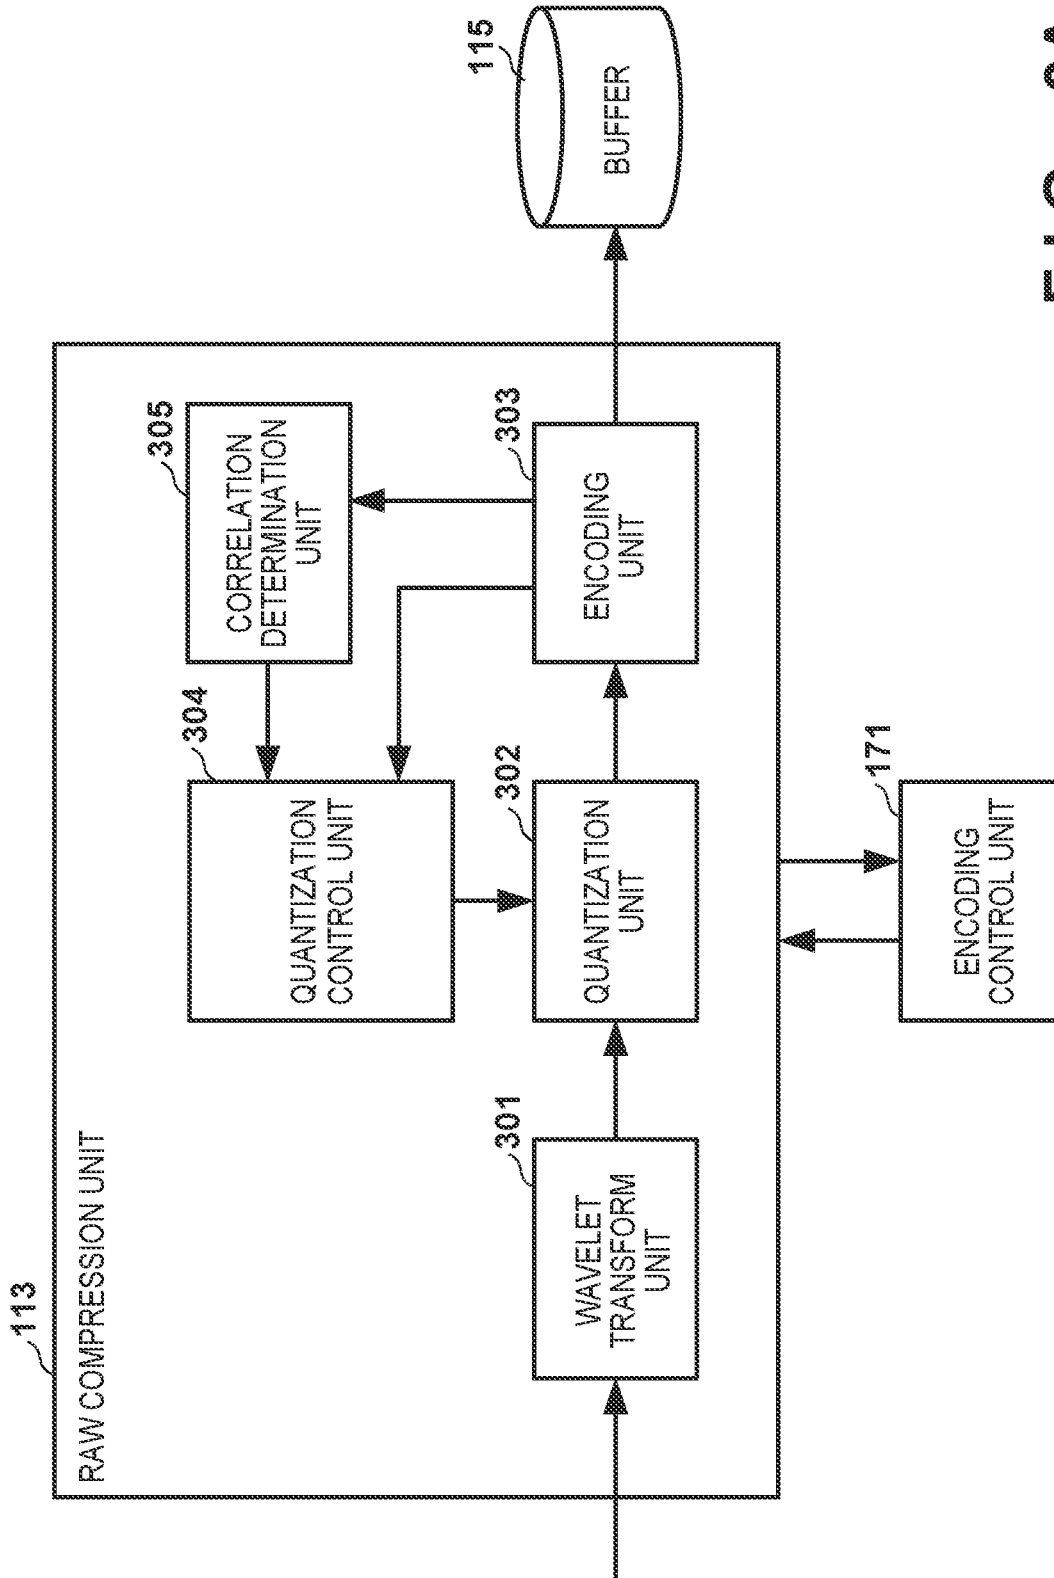 113
RAW COMPRESSION UNIT
304
QUANTIZATION
CONTROL UNIT
305
CORRELATION
DETERMINATION
UNIT
301
WAVELET
TRANSFORM
UNIT
302
QUANTIZATION
UNIT
303
ENCODING
UNIT
115
BUFFER
171
ENCODING
CONTROL UNIT